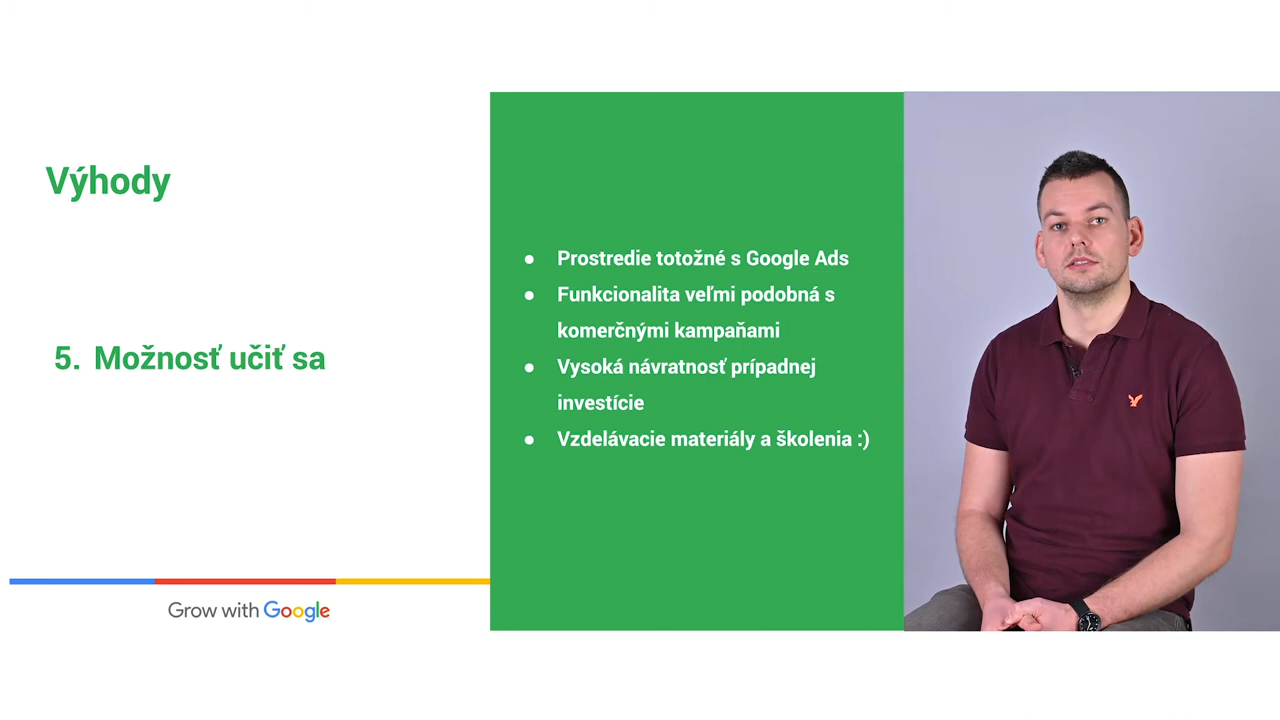 Výhody
5. Možnosť učiť sa
● Prostredie totožné s Google Ads
● Funkcionalita veľmi podobná s
komerčnými kampaňami
● Vysoká návratnosť prípadnej
investície
● Vzdelávacie materiály a školenia :)
Grow with Google